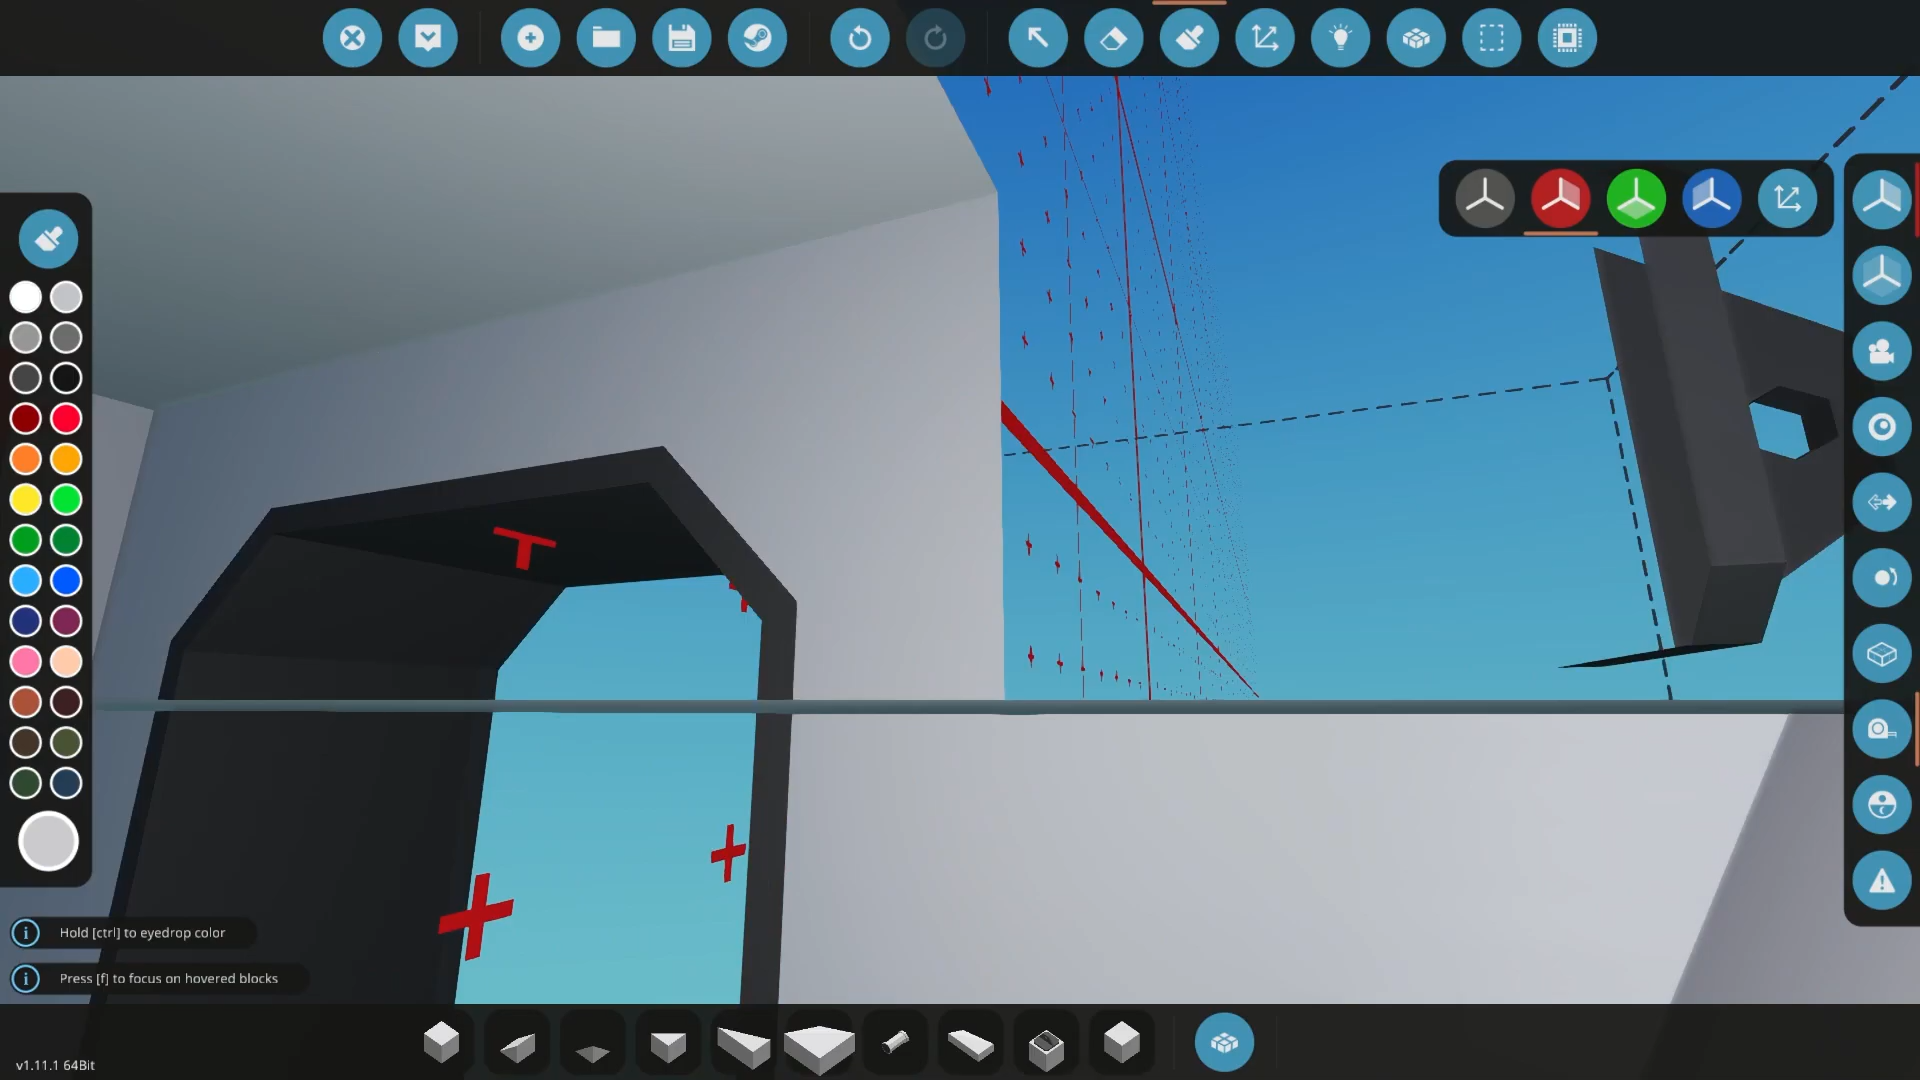 Hold [ctrl] to eyedrop color
Press [f] to focus on hovered blocks
v1.11.1 64Bit